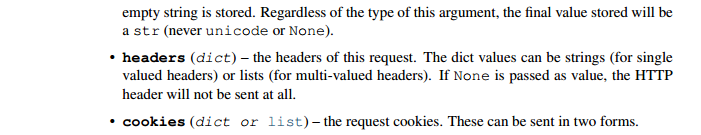 empty string is stored. Regardless of the type of this argument, the final value stored will be
a str (never unicode or None).
• headers (dict) – the headers of this request. The dict values can be strings (for single
valued headers) or lists (for multi-valued headers). If None is passed as value, the HTTP
header will not be sent at all.
• cookies (dict or list) – the request cookies. These can be sent in two forms.